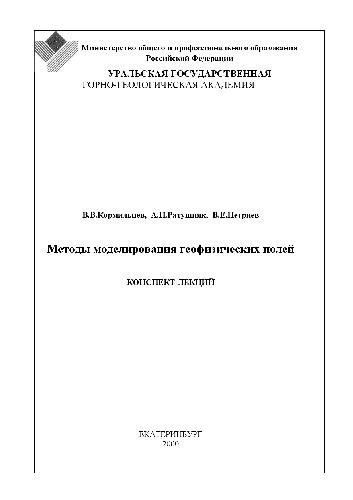 Министерство общего и профессионального образования
Российской Федерации
УРАЛЬСКАЯ ГОСУДАРСТВЕННАЯ
ГОРНО-ГЕОЛОГИЧЕСКАЯ АКАДЕМИЯ
В.В.Кормильцев, А.Н.Ратушняк, В.Е.Петряев
Методы моделирования геофизических полей
КОНСПЕКТ ЛЕКЦИЙ
ЕКАТЕРИНБУРГ
2000